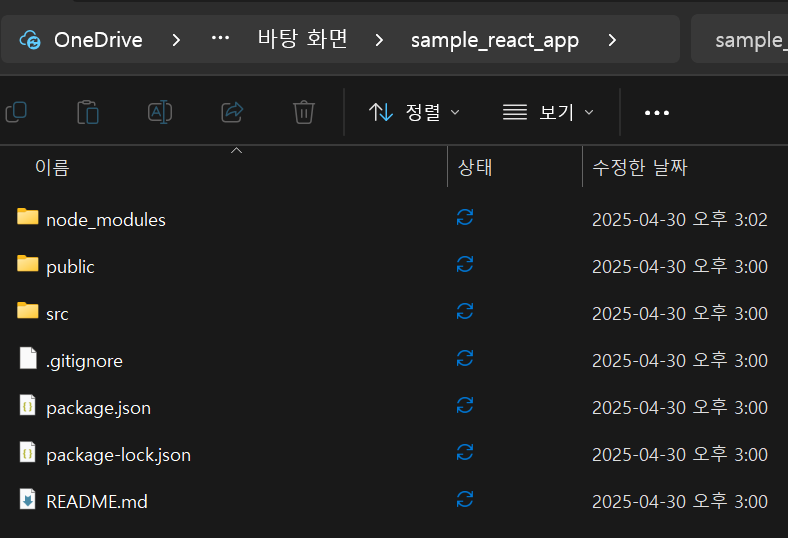 OneDrive > ... 바탕 화면 > sample_react_app > sample_
정렬 보기 ...
이름 상태 수정한 날짜
node_modules 2025-04-30 오후 3:02
public 2025-04-30 오후 3:00
src 2025-04-30 오후 3:00
.gitignore 2025-04-30 오후 3:00
package.json 2025-04-30 오후 3:00
package-lock.json 2025-04-30 오후 3:00
README.md 2025-04-30 오후 3:00